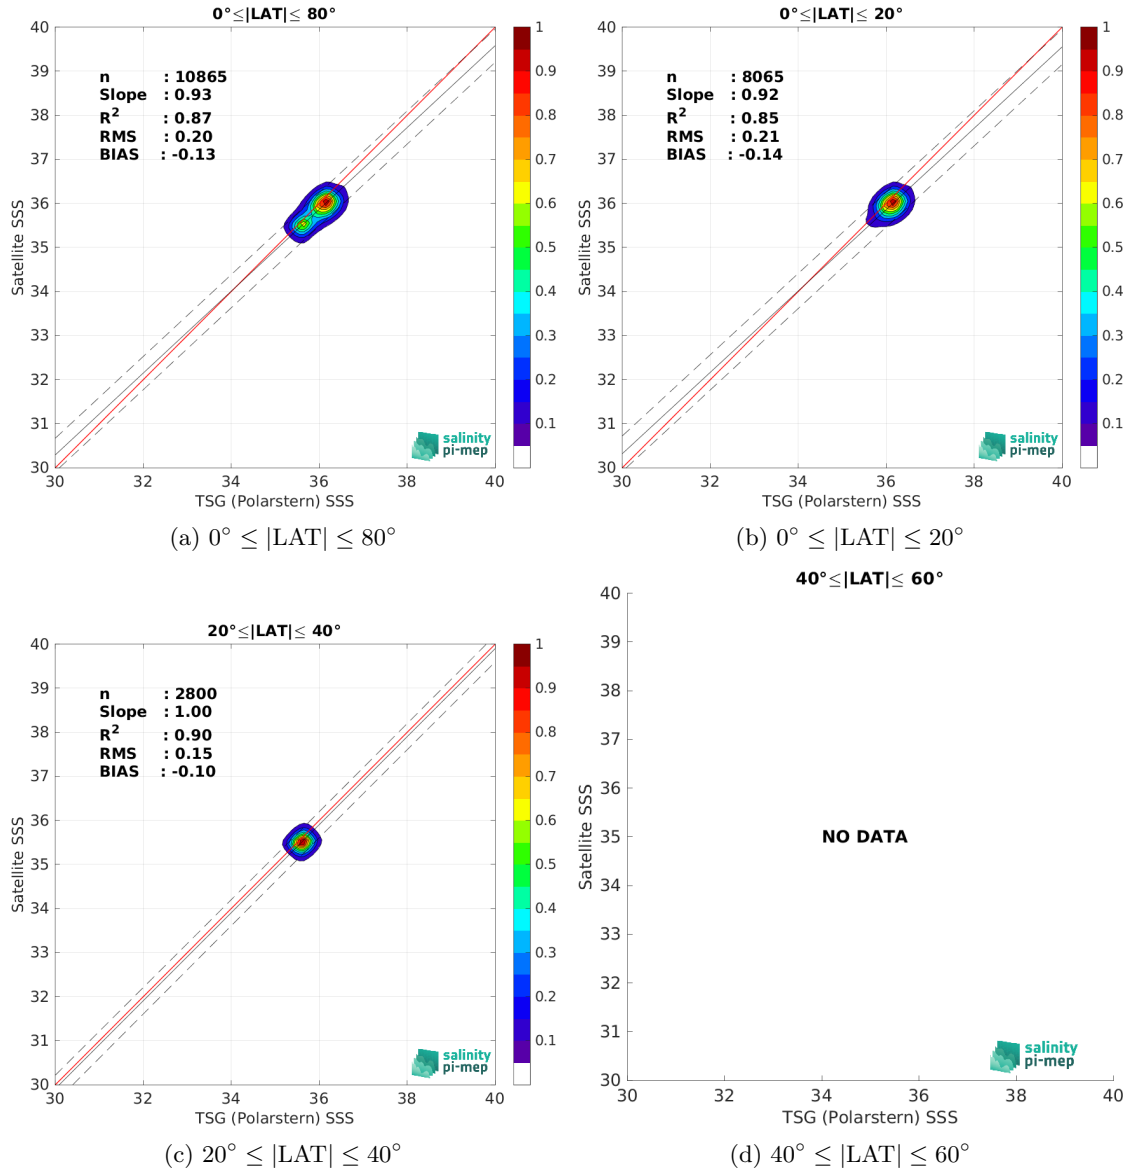 0°≤|LAT|≤ 80°
n : 10865
Slope : 0.93
R² : 0.87
RMS : 0.20
BIAS : -0.13
40
39
38
37
36
35
34
33
32
31
30
Satellite SSS
30 32 34 36 38 40
TSG (Polarstern) SSS
1
0.9
0.8
0.7
0.6
0.5
0.4
0.3
0.2
0.1
salinity
pi-mep
(a) 0° ≤ |LAT| ≤ 80°
0°≤|LAT|≤ 20°
n : 8065
Slope : 0.92
R² : 0.85
RMS : 0.21
BIAS : -0.14
40
39
38
37
36
35
34
33
32
31
30
Satellite SSS
30 32 34 36 38 40
TSG (Polarstern) SSS
1
0.9
0.8
0.7
0.6
0.5
0.4
0.3
0.2
0.1
salinity
pi-mep
(b) 0° ≤ |LAT| ≤ 20°
20°≤|LAT|≤ 40°
n : 2800
Slope : 1.00
R² : 0.90
RMS : 0.15
BIAS : -0.10
40
39
38
37
36
35
34
33
32
31
30
Satellite SSS
30 32 34 36 38 40
TSG (Polarstern) SSS
1
0.9
0.8
0.7
0.6
0.5
0.4
0.3
0.2
0.1
salinity
pi-mep
(c) 20° ≤ |LAT| ≤ 40°
40°≤|LAT|≤ 60°
40
39
38
37
36
35
34
33
32
31
30
Satellite SSS
NO DATA
30 32 34 36 38 40
TSG (Polarstern) SSS
salinity
pi-mep
(d) 40° ≤ |LAT| ≤ 60°